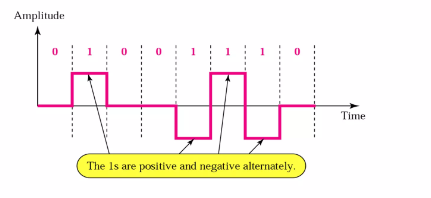 Amplitude
0 1 0 0 1 1 1 0
Time
The 1s are positive and negative alternately.